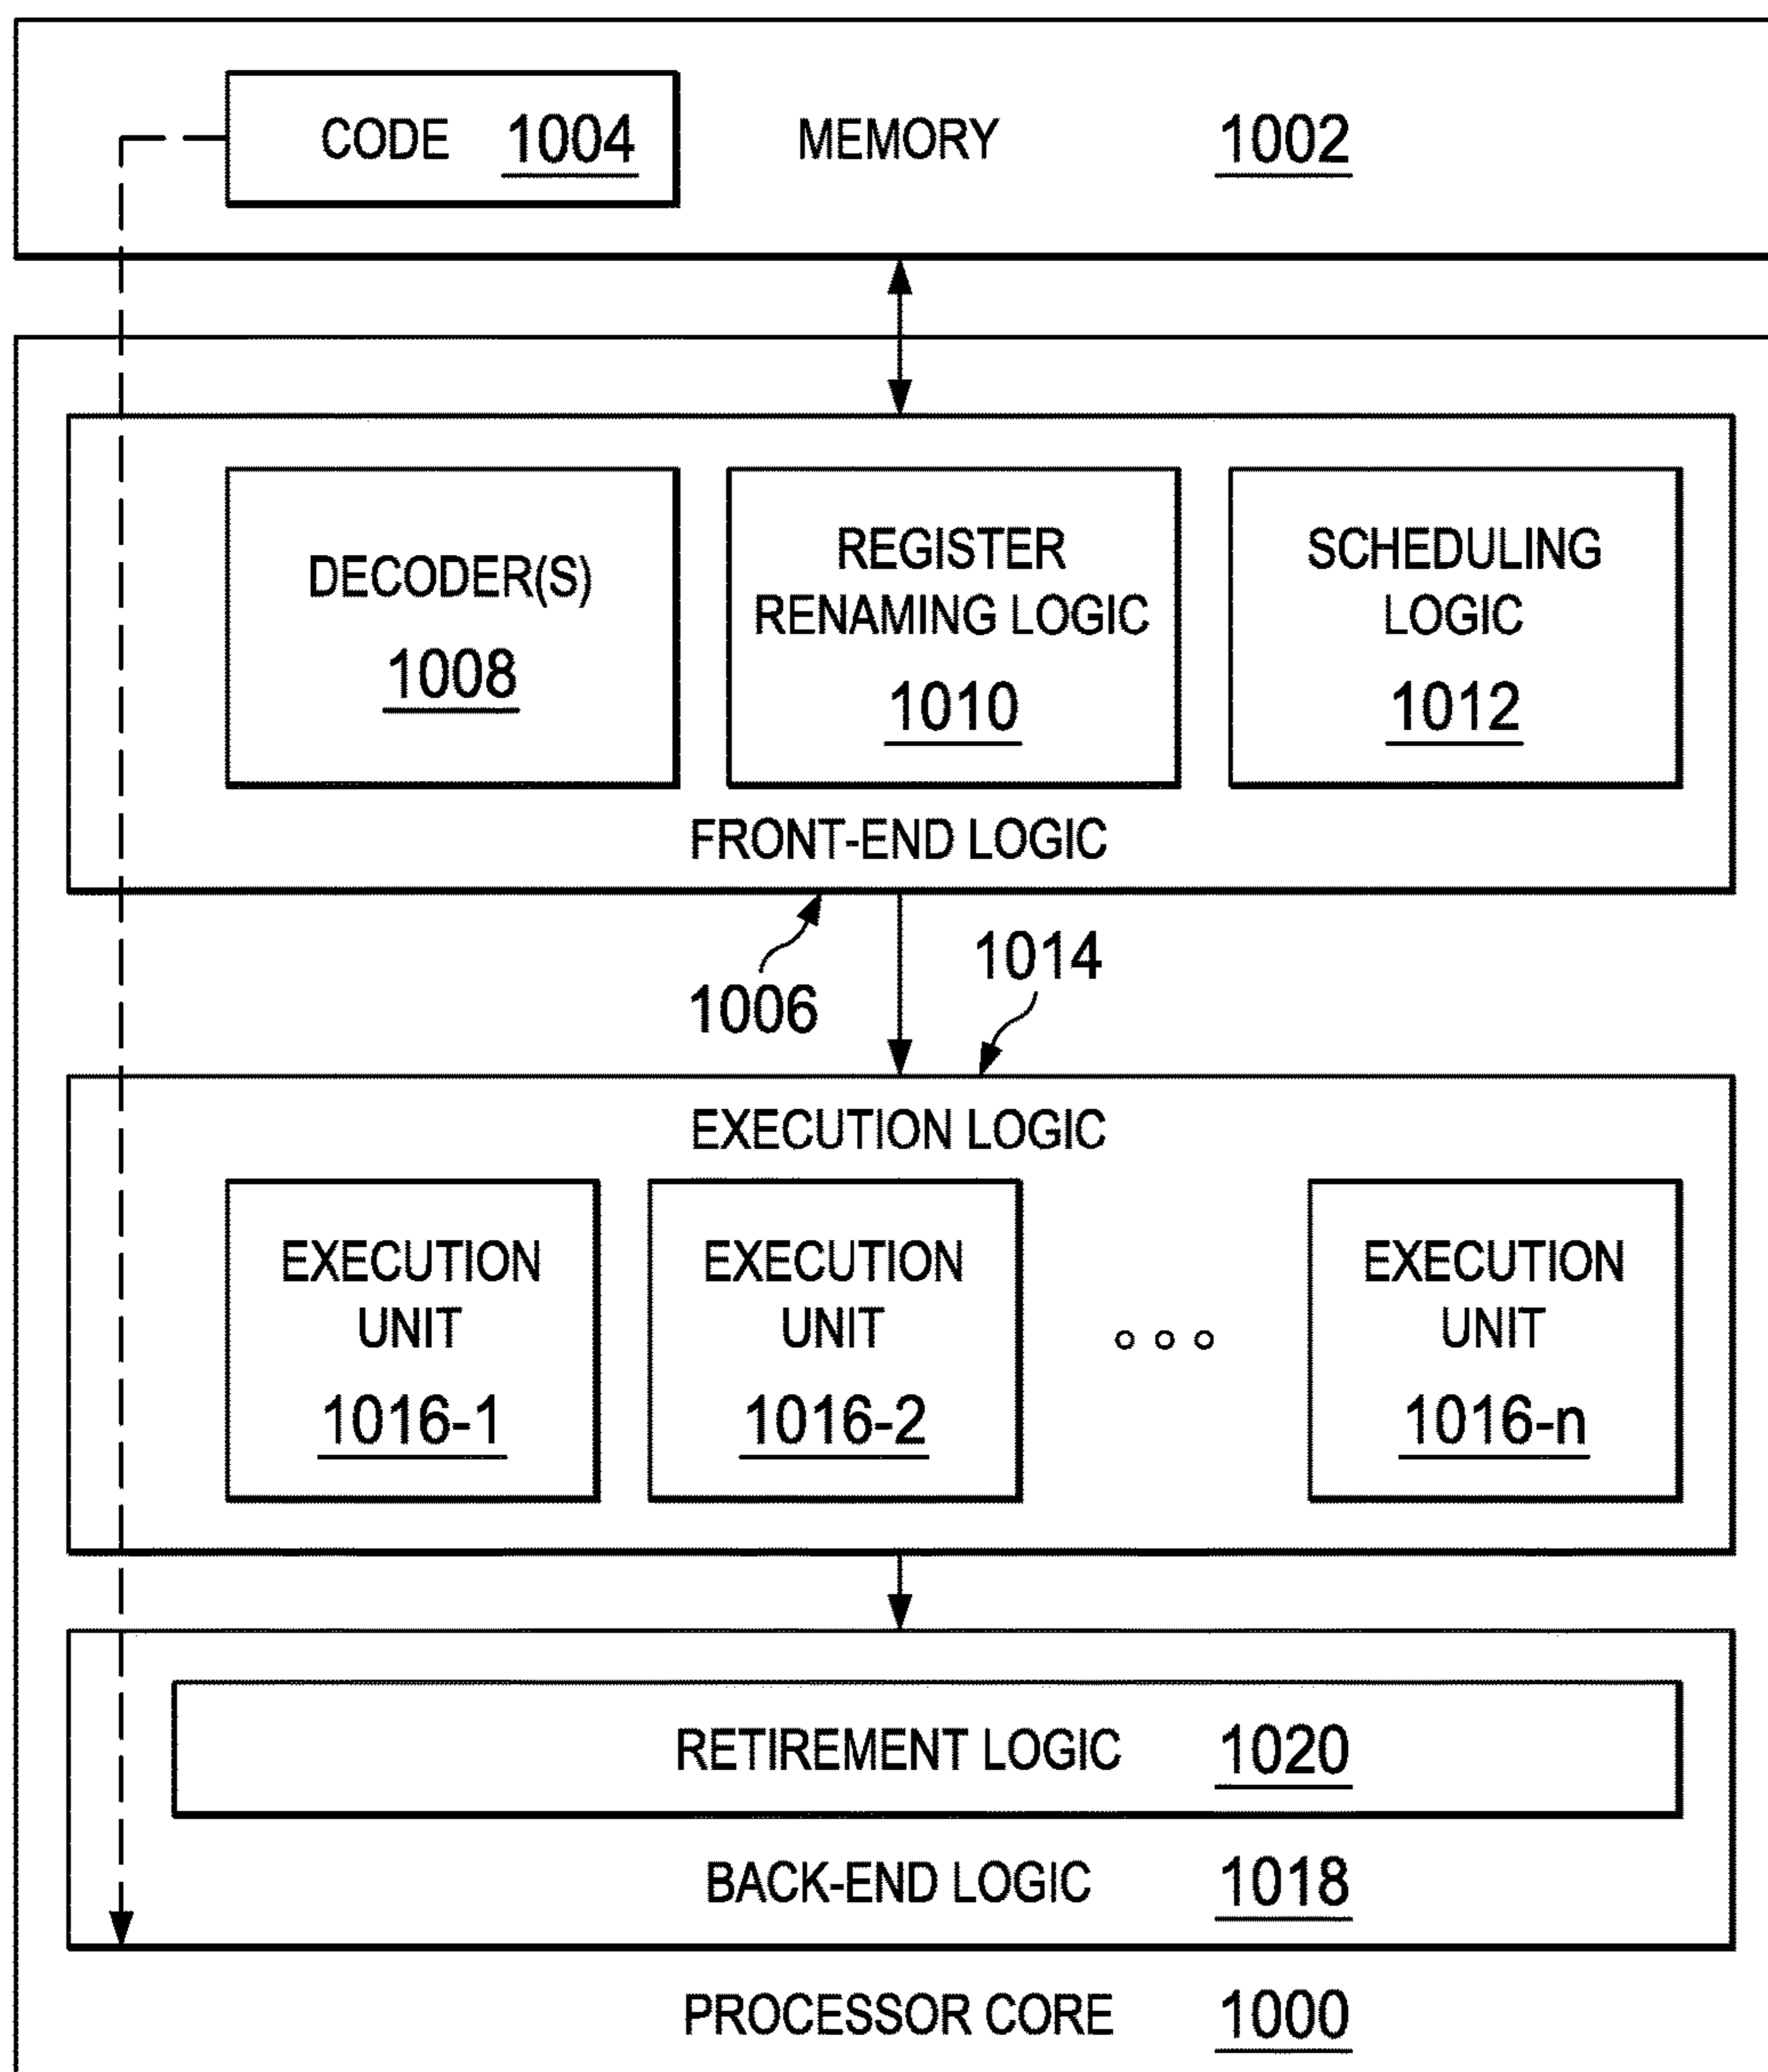 CODE 1004 MEMORY 1002
DECODER(S)
1008
REGISTER
RENAMING LOGIC
1010
SCHEDULING
LOGIC
1012
FRONT-END LOGIC
1006
1014
EXECUTION LOGIC
EXECUTION
UNIT
1016-1
EXECUTION
UNIT
1016-2
EXECUTION
UNIT
1016-n
RETIREMENT LOGIC 1020
BACK-END LOGIC 1018
PROCESSOR CORE 1000